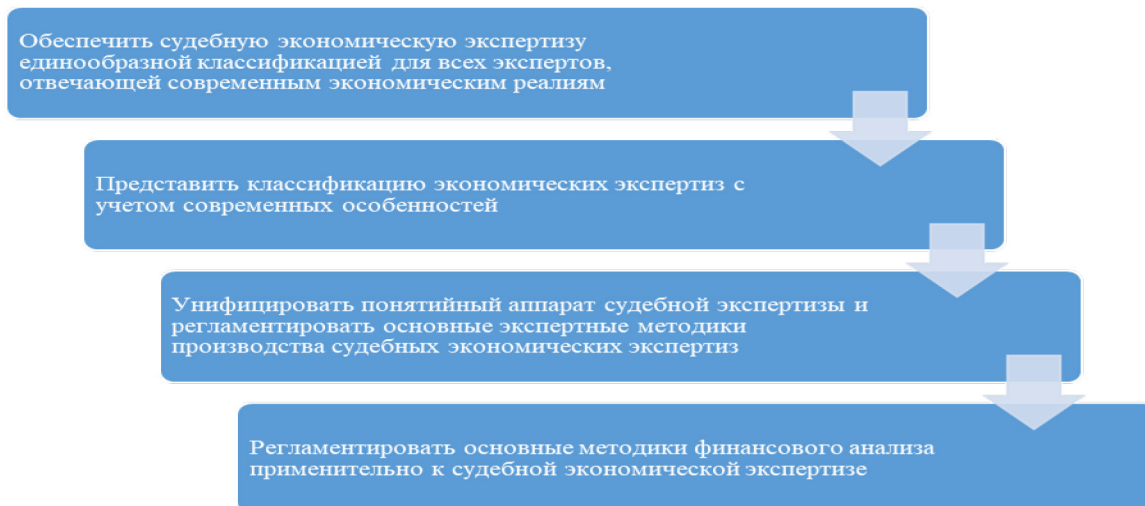 Обеспечить судебную экономическую экспертизу
единообразной классификацией для всех экспертов,
отвечающей современным экономическим реалиям
Представить классификацию экономических экспертиз с
учетом современных особенностей
Унифицировать понятийный аппарат судебной экспертизы и
регламентировать основные экспертные методики
производства судебных экономических экспертиз
Регламентировать основные методики финансового анализа
применительно к судебной экономической экспертизе